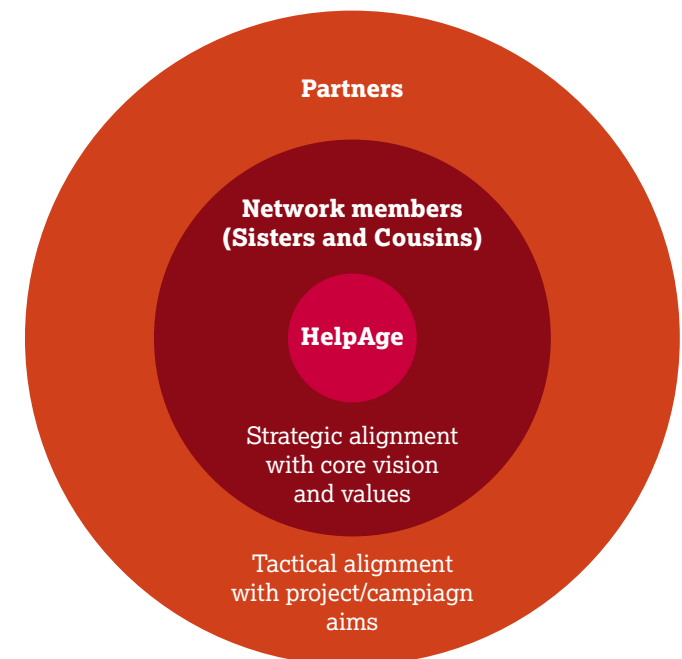 Partners
Network members
(Sisters and Cousins)
HelpAge
Strategic alignment
with core vision
and values
Tactical alignment
with project/campiagn
aims